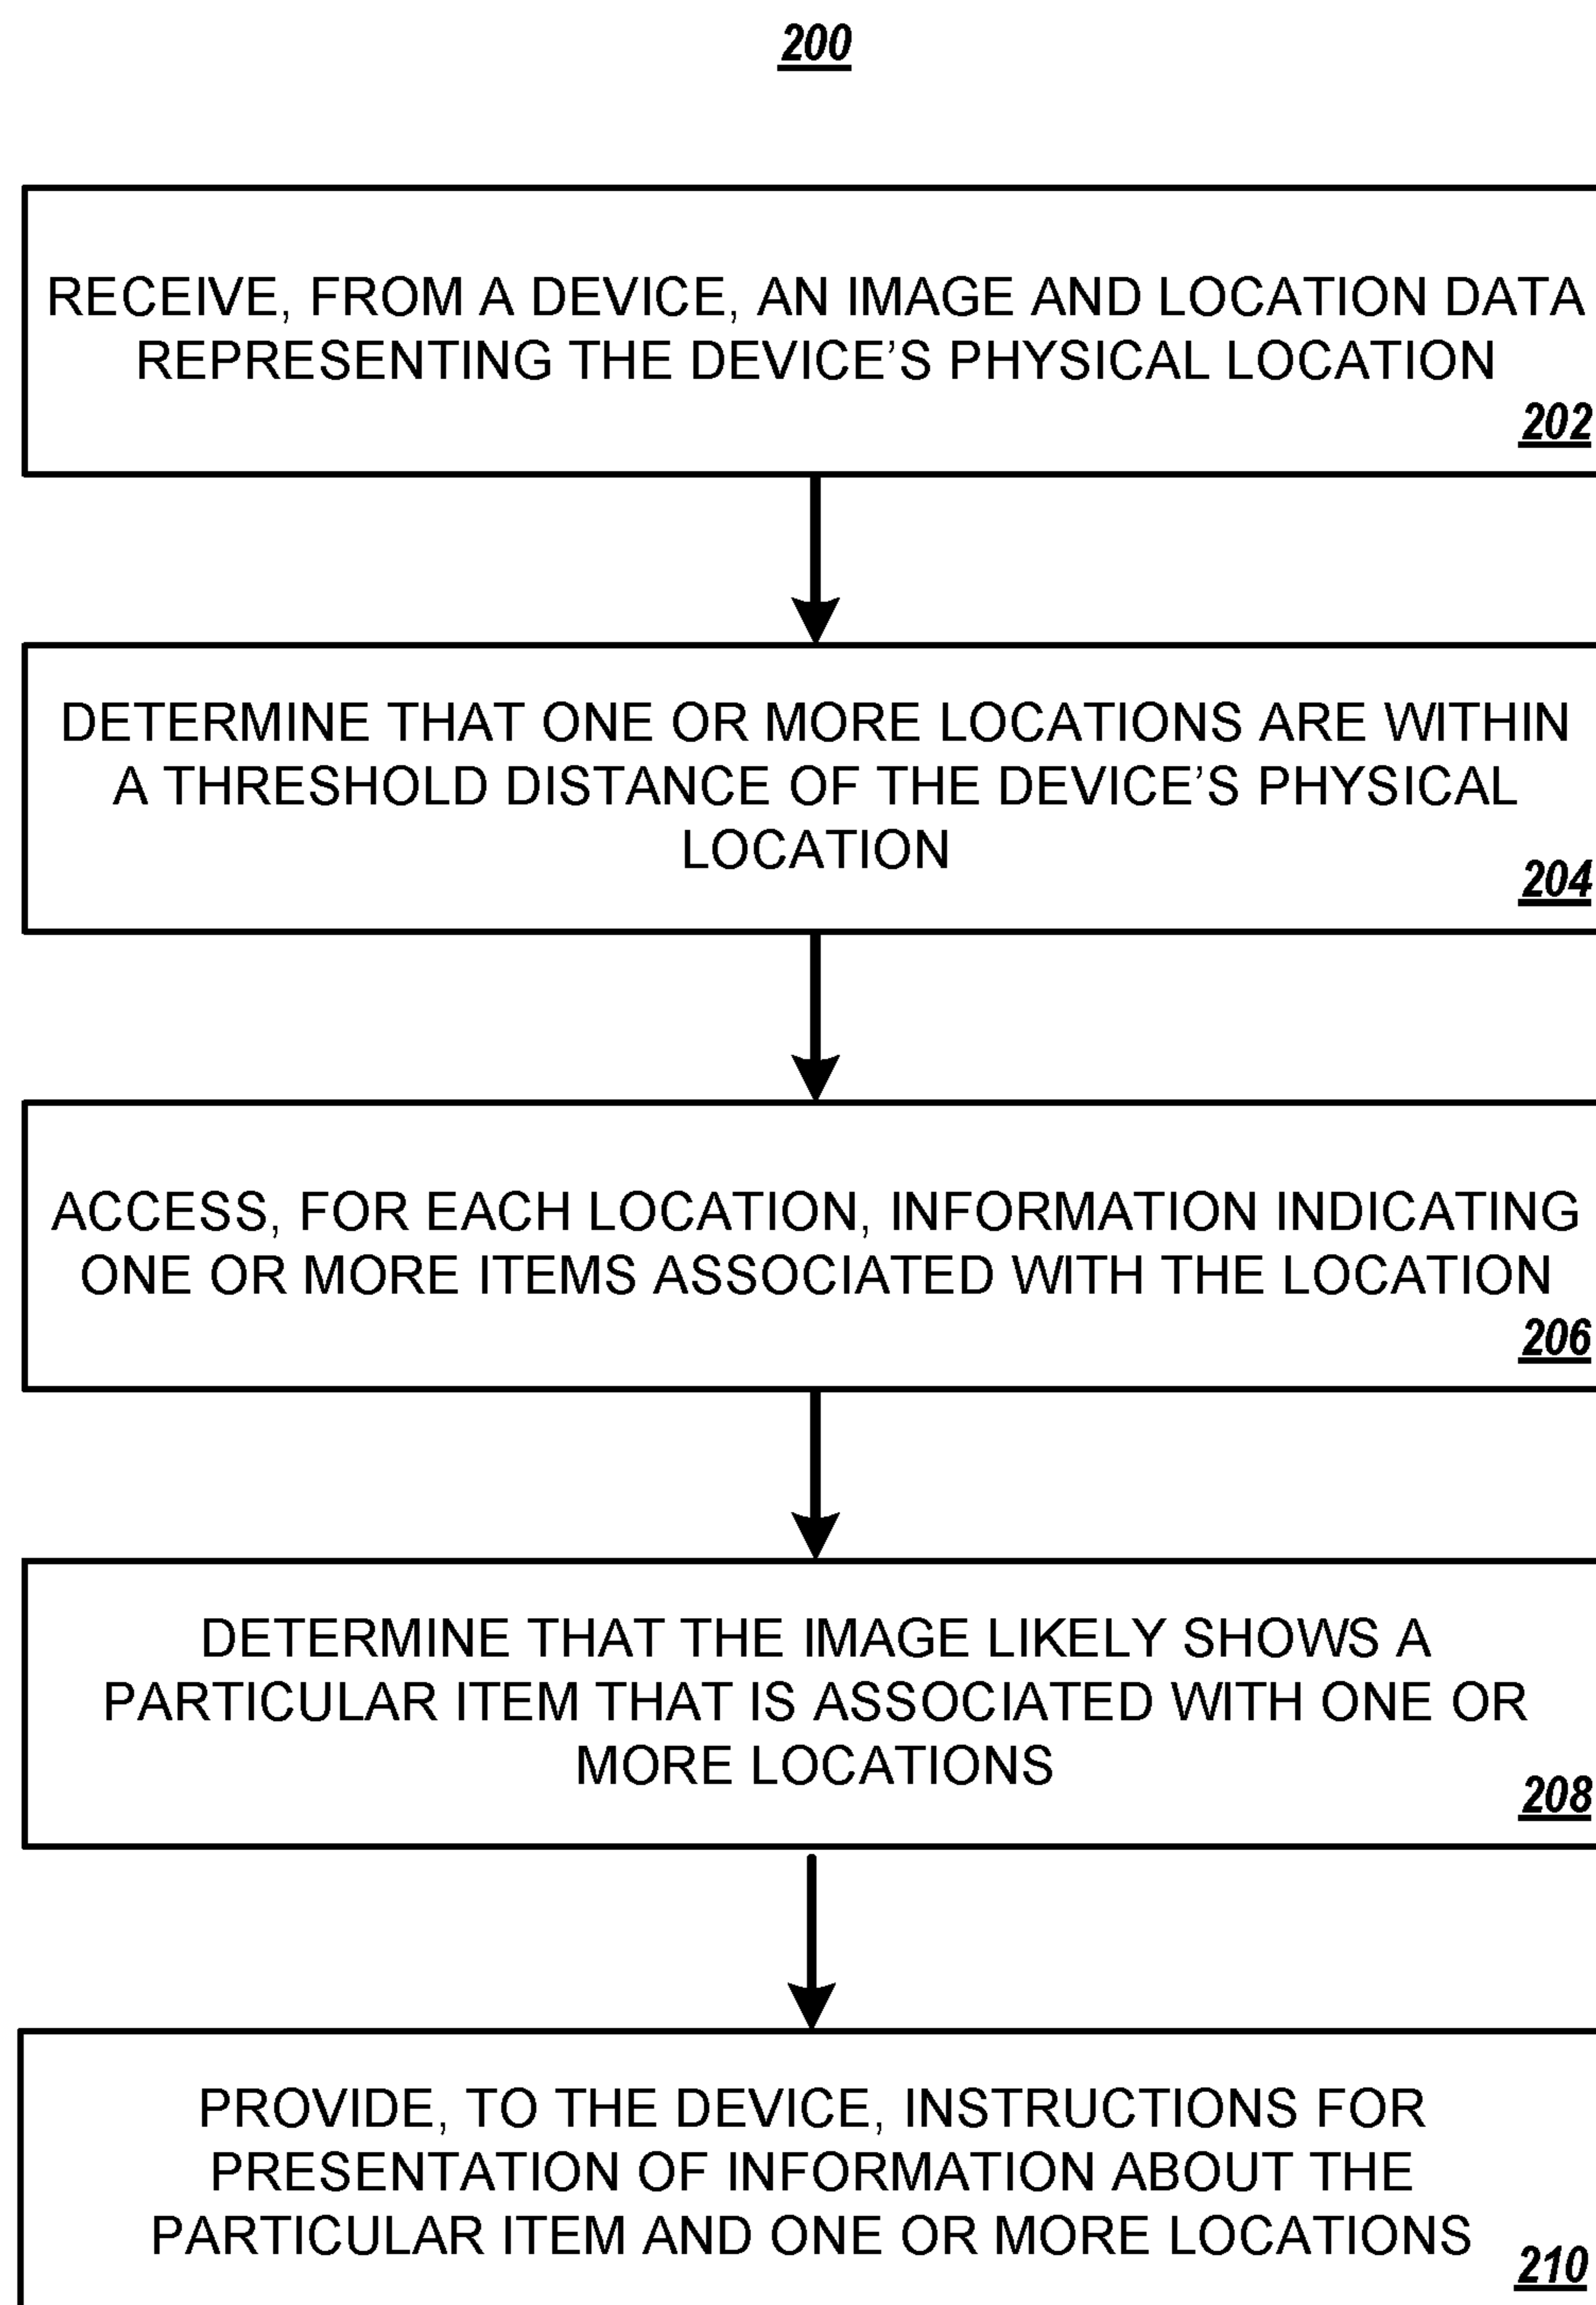 200
RECEIVE, FROM A DEVICE, AN IMAGE AND LOCATION DATA
REPRESENTING THE DEVICE’S PHYSICAL LOCATION
202
DETERMINE THAT ONE OR MORE LOCATIONS ARE WITHIN
A THRESHOLD DISTANCE OF THE DEVICE’S PHYSICAL
LOCATION
204
ACCESS, FOR EACH LOCATION, INFORMATION INDICATING
ONE OR MORE ITEMS ASSOCIATED WITH THE LOCATION
206
DETERMINE THAT THE IMAGE LIKELY SHOWS A
PARTICULAR ITEM THAT IS ASSOCIATED WITH ONE OR
MORE LOCATIONS
208
PROVIDE, TO THE DEVICE, INSTRUCTIONS FOR
PRESENTATION OF INFORMATION ABOUT THE
PARTICULAR ITEM AND ONE OR MORE LOCATIONS
210